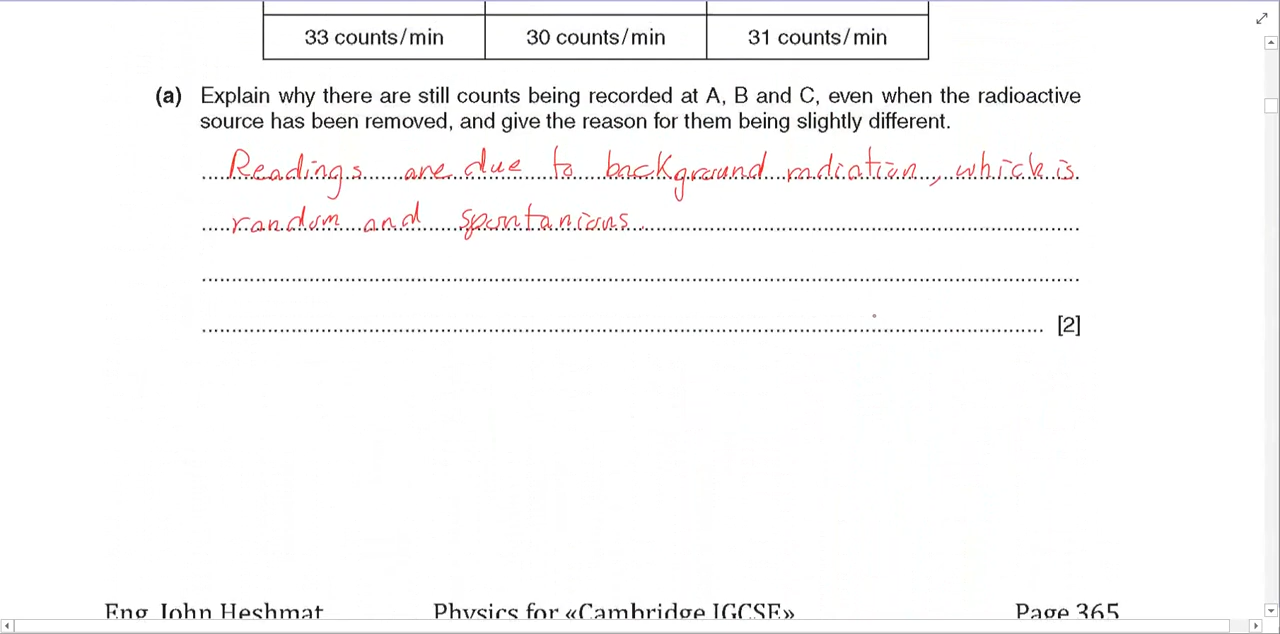 33 counts/min 30 counts/min 31 counts/min
(a) Explain why there are still counts being recorded at A, B and C, even when the radioactive
source has been removed, and give the reason for them being slightly different.
Readings are due to background radiation, which is
random and spontanious.
[2]
Eng. John Heshmat Physics for «Cambridge IGCSE» Page 365